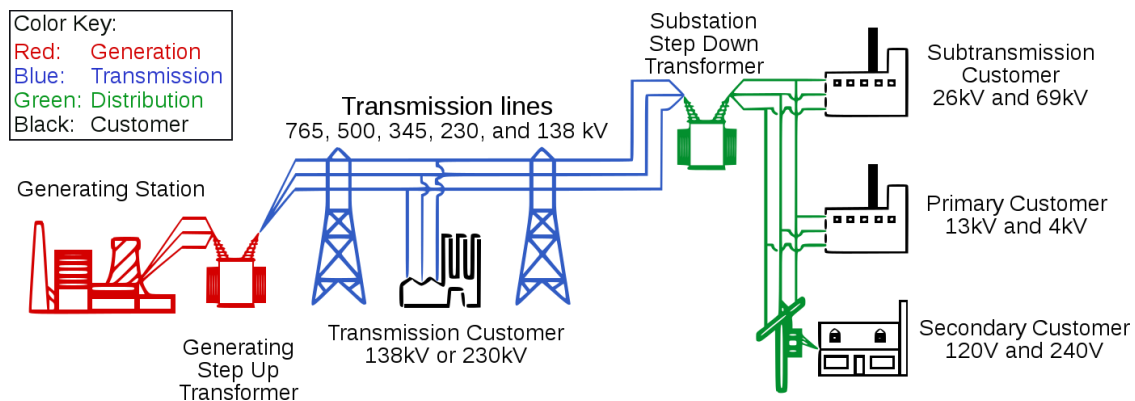 Color Key:
Red: Generation
Blue: Transmission
Green: Distribution
Black: Customer
Generating Station
Generating
Step Up
Transformer
Transmission lines
765, 500, 345, 230, and 138 kV
Transmission Customer
138kV or 230kV
Substation
Step Down
Transformer
Subtransmission
Customer
26kV and 69kV
Primary Customer
13kV and 4kV
Secondary Customer
120V and 240V